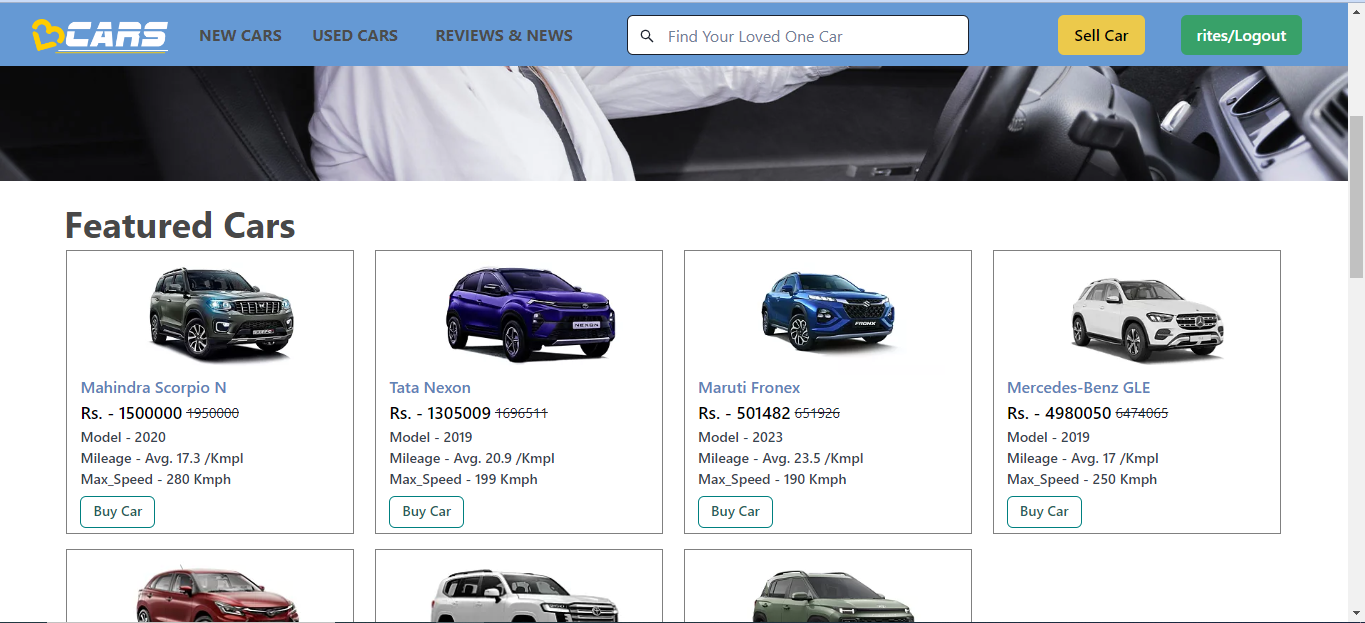 CARS NEW CARS USED CARS REVIEWS & NEWS Find Your Loved One Car Sell Car rites/Logout
Featured Cars
NEXON
FRONX
Mahindra Scorpio N
Rs. - 1500000 1950000
Model - 2020
Mileage - Avg. 17.3 /Kmpl
Max_Speed - 280 Kmph
Buy Car
Tata Nexon
Rs. - 1305009 1696511
Model - 2019
Mileage - Avg. 20.9 /Kmpl
Max_Speed - 199 Kmph
Buy Car
Maruti Fronex
Rs. - 501482 651926
Model - 2023
Mileage - Avg. 23.5 /Kmpl
Max_Speed - 190 Kmph
Buy Car
Mercedes-Benz GLE
Rs. - 4980050 6474065
Model - 2019
Mileage - Avg. 17 /Kmpl
Max_Speed - 250 Kmph
Buy Car